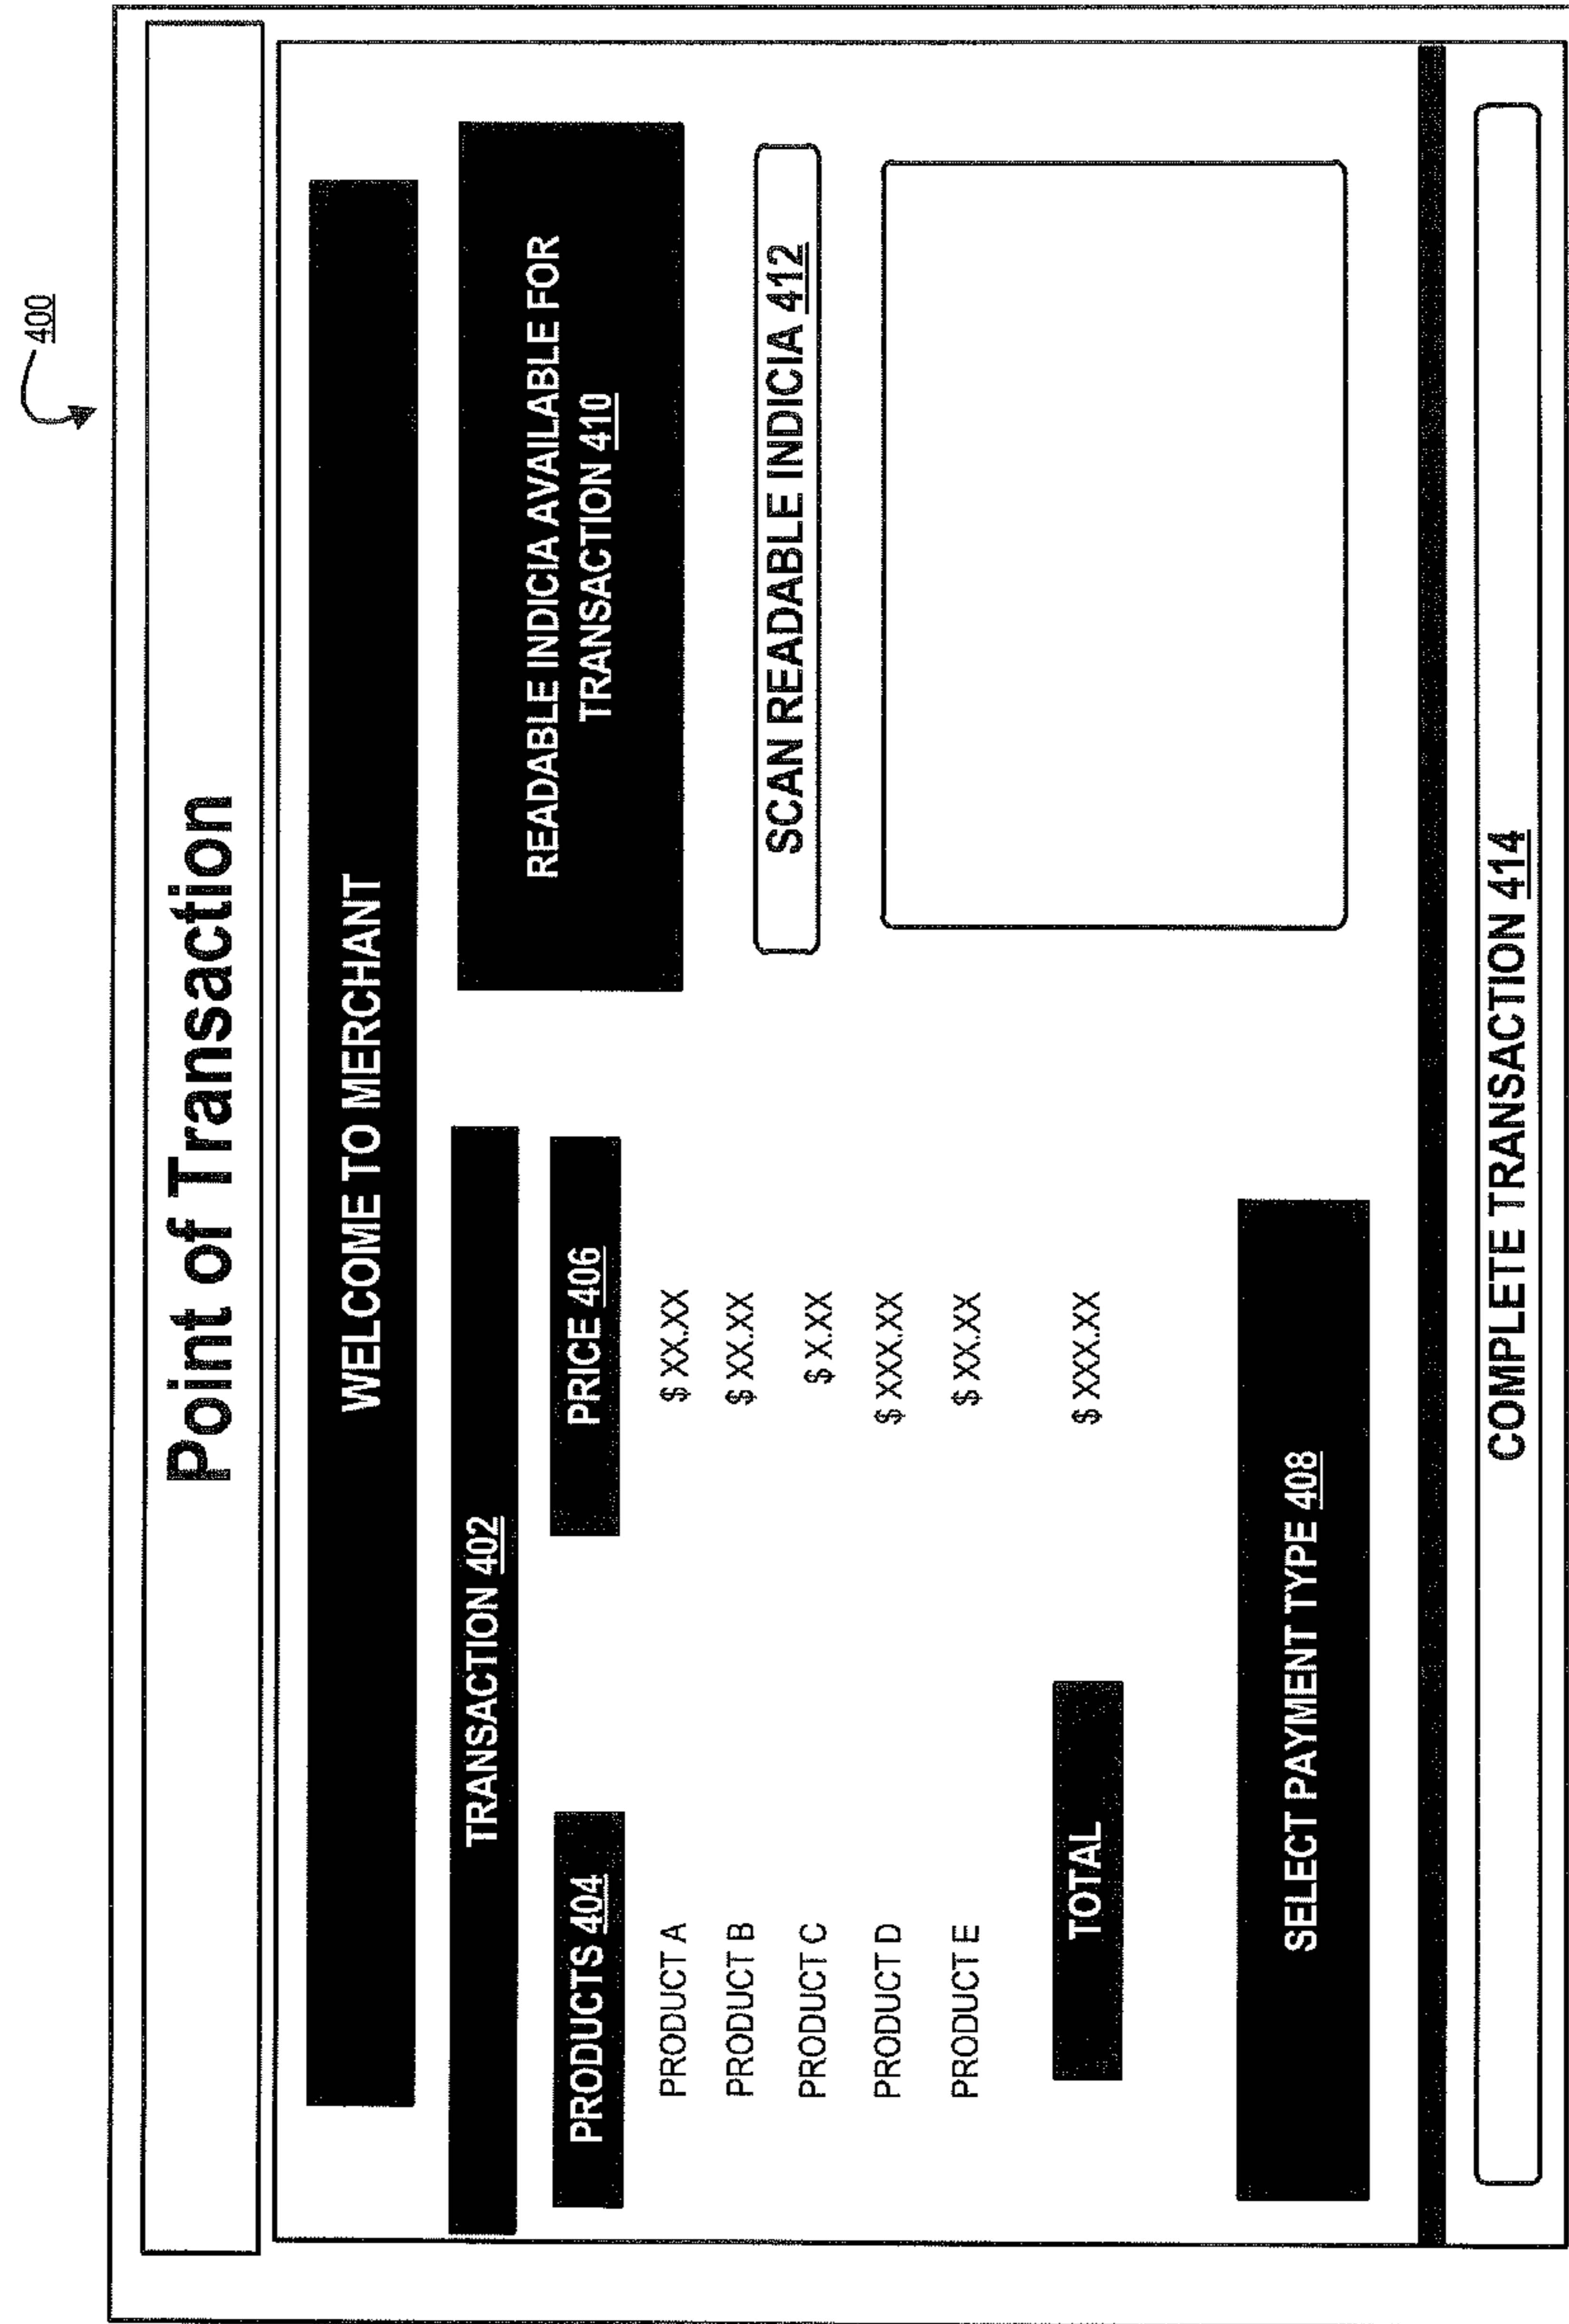 400
Point of Transaction
WELCOME TO MERCHANT
TRANSACTION 402
PRODUCTS 404 PRICE 406
PRODUCT A $ XX.XX
PRODUCT B $ XX.XX
PRODUCT C $ X.XX
PRODUCT D $ XXX.XX
PRODUCT E $ XX.XX
TOTAL $ XXX.XX
SELECT PAYMENT TYPE 408
READABLE INDICIA AVAILABLE FOR
TRANSACTION 410
SCAN READABLE INDICIA 412
COMPLETE TRANSACTION 414